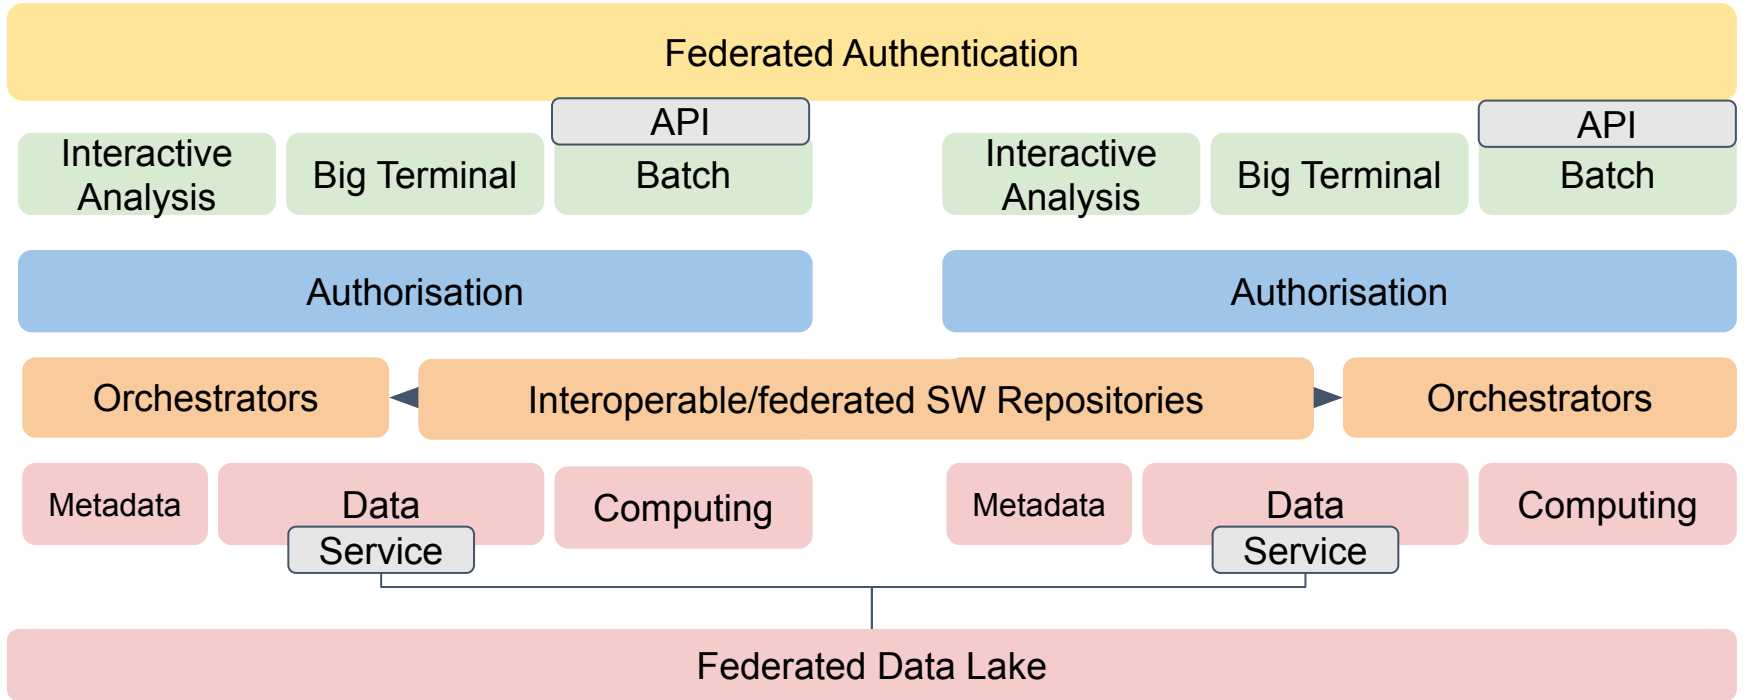 Federated Authentication
API
API
Interactive
Analysis
Big Terminal
Batch
Interactive
Analysis
Big Terminal
Batch
Authorisation
Authorisation
Orchestrators
Interoperable/federated SW Repositories
Orchestrators
Metadata
Data
Computing
Metadata
Data
Computing
Service
Service
Federated Data Lake